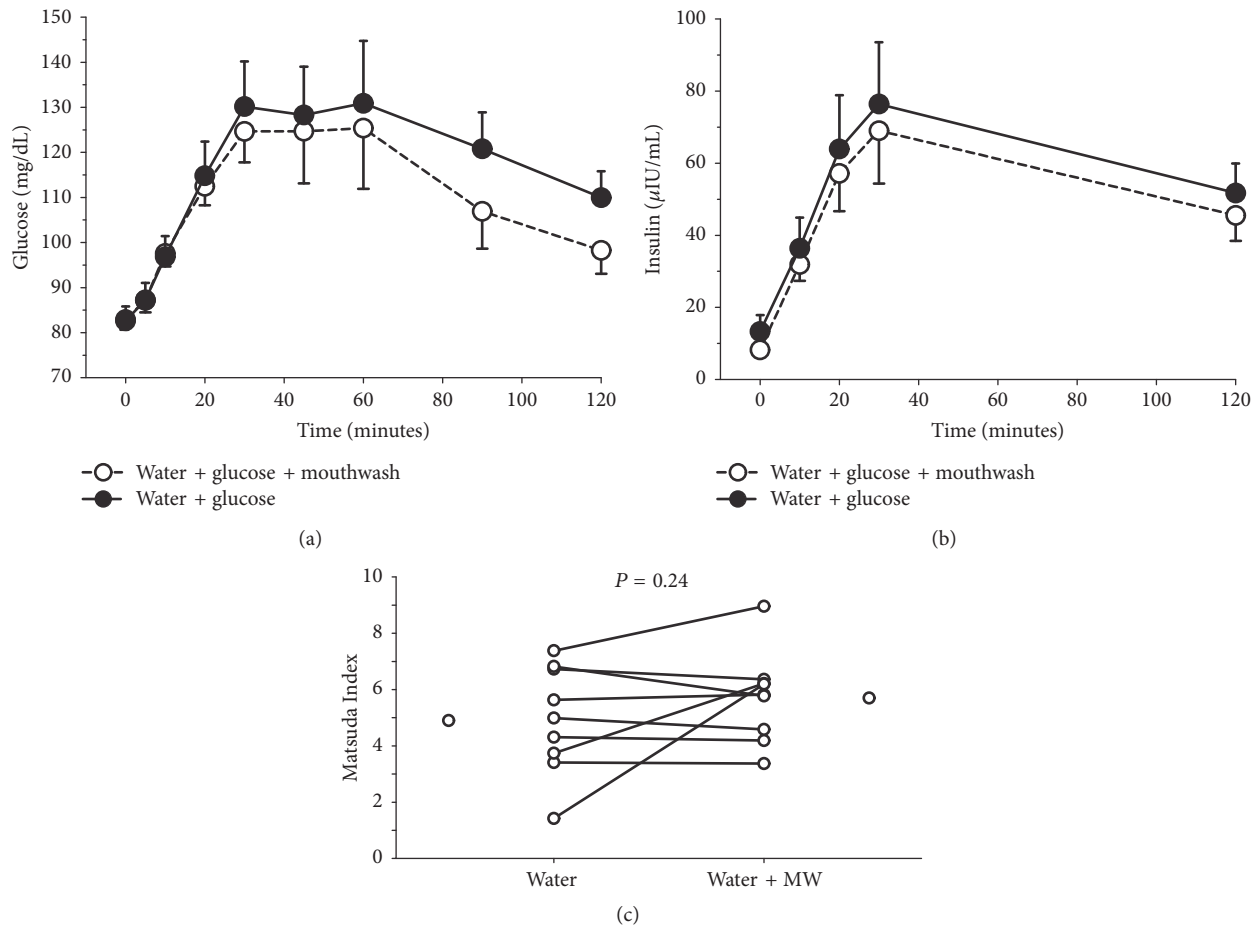 150
140
130
120
110
100
90
80
70
Glucose (mg/dL)
0 20 40 60 80 100 120
Time (minutes)
Water + glucose + mouthwash
Water + glucose
(a)
100
80
60
40
20
0
Insulin (μIU/mL)
0 20 40 60 80 100 120
Time (minutes)
Water + glucose + mouthwash
Water + glucose
(b)
P = 0.24
10
8
6
4
2
0
Matsuda Index
Water Water + MW
(c)